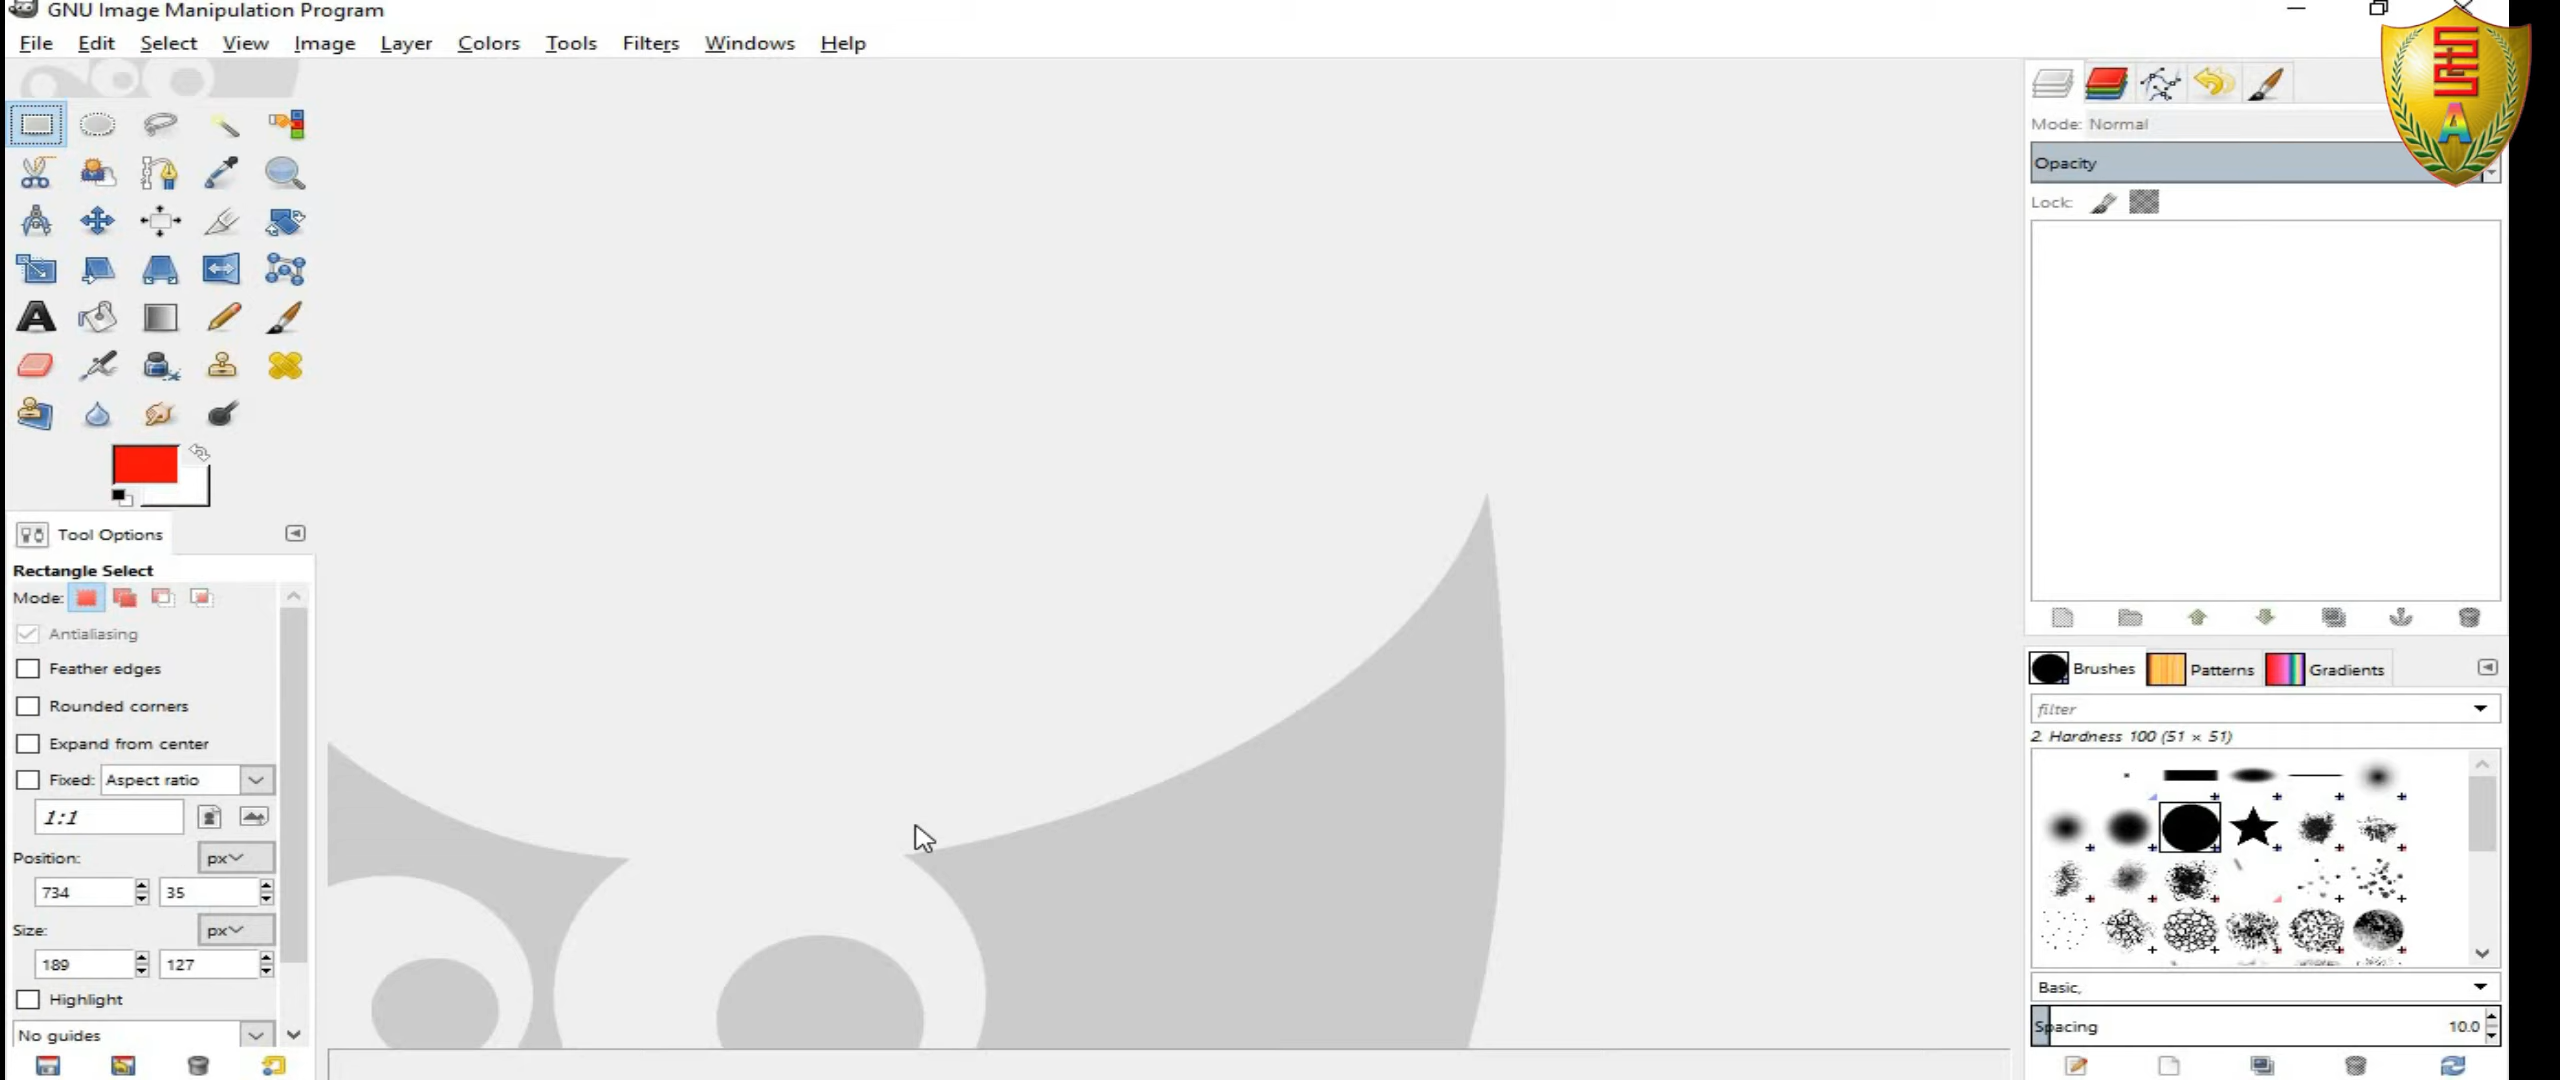 GNU Image Manipulation Program
File Edit Select View Image Layer Colors Tools Filters Windows Help
Mode: Normal
Opacity
Lock:
Tool Options
Rectangle Select
Mode:
Antialiasing
Feather edges
Rounded corners
Expand from center
Fixed: Aspect ratio
1:1
Position: px
734 35
Size: px
189 127
Highlight
No guides
Brushes Patterns Gradients
filter
2. Hardness 100 (51 × 51)
Basic,
Spacing 10.0